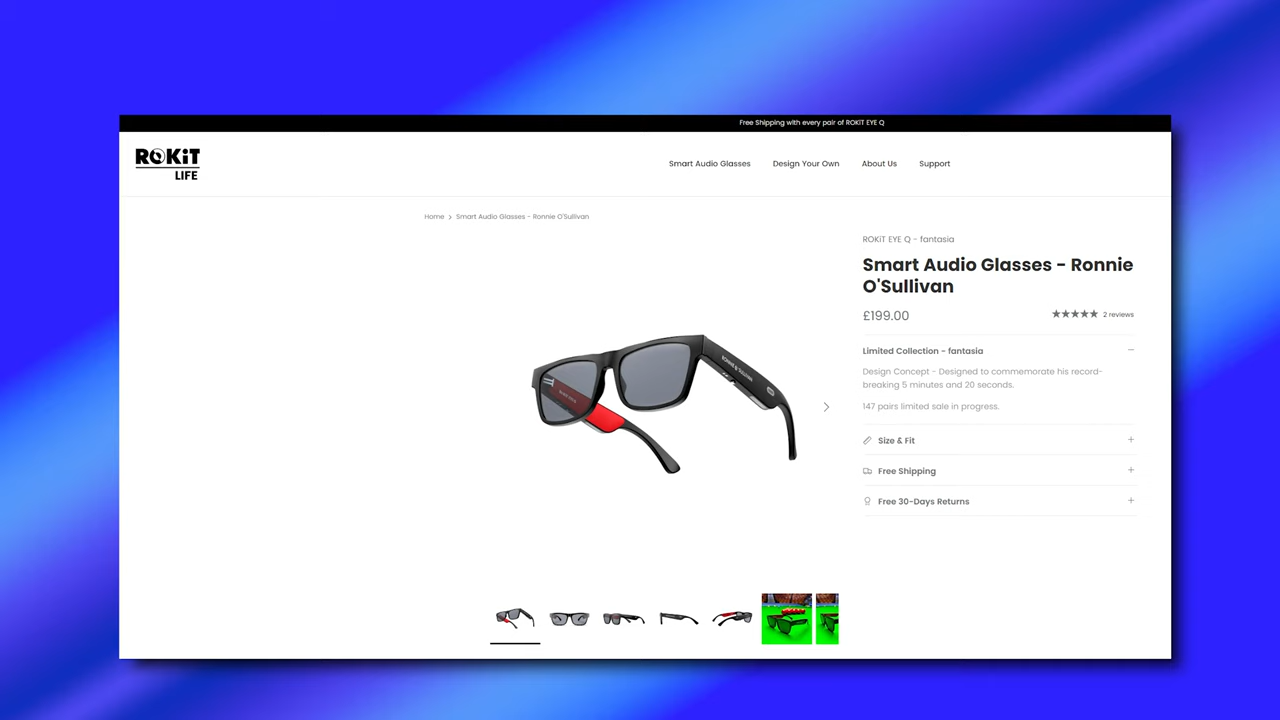 Free Shipping with every pair of ROKiT EYE Q
ROKiT
LIFE
Smart Audio Glasses
Design Your Own
About Us
Support
Home > Smart Audio Glasses - Ronnie O'Sullivan
ROKiT EYE Q - fantasia
Smart Audio Glasses - Ronnie
O'Sullivan
£199.00
★★★★★ 2 reviews
Limited Collection - fantasia
Design Concept - Designed to commemorate his record-
breaking 5 minutes and 20 seconds.
147 pairs limited sale in progress.
Size & Fit
Free Shipping
Free 30-Days Returns